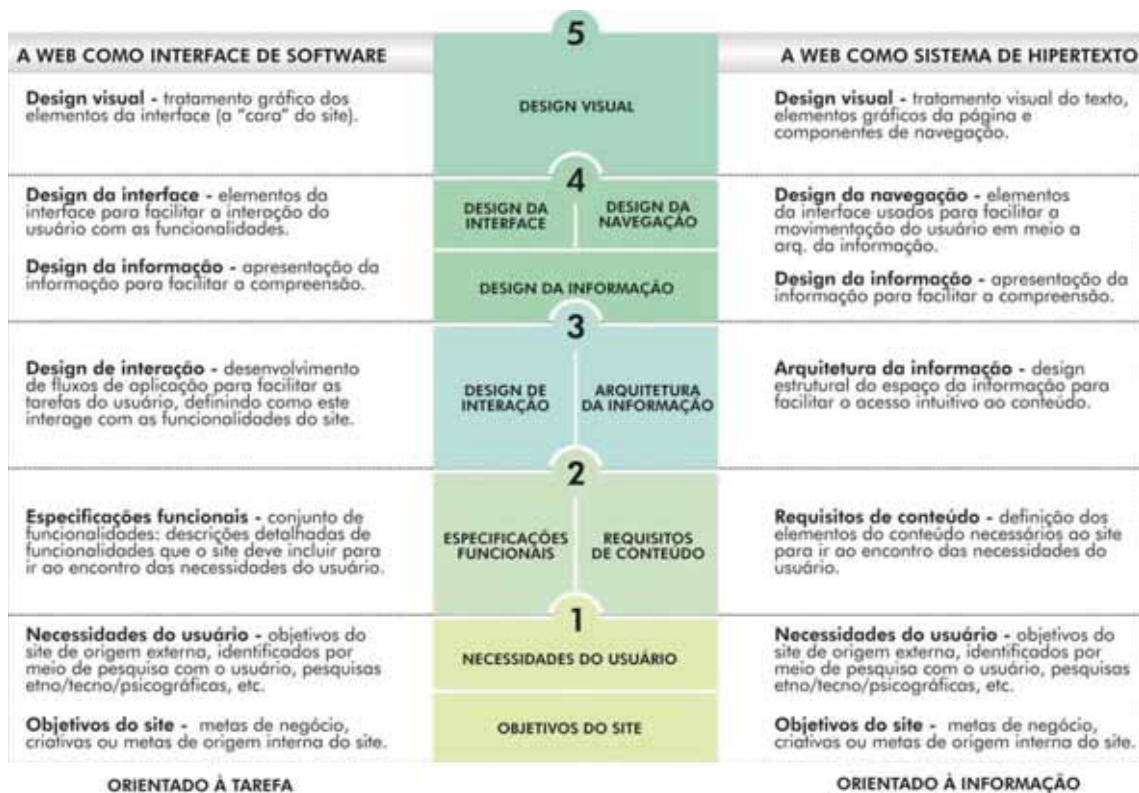 A WEB COMO INTERFACE DE SOFTWARE
Design visual - tratamento gráfico dos
elementos da interface (a "cara" do site).
Design da interface - elementos da
interface para facilitar a interação do
usuário com as funcionalidades.
Design da informação - apresentação da
informação para facilitar a compreensão.
Design de interação - desenvolvimento
de fluxos de aplicação para facilitar as
tarefas do usuário, definindo como este
interage com as funcionalidades do site.
Especificações funcionais - conjunto de
funcionalidades: descrições detalhadas de
funcionalidades que o site deve incluir para
ir ao encontro das necessidades do usuário.
Necessidades do usuário - objetivos do
site de origem externa, identificados por
meio de pesquisa com o usuário, pesquisas
etno/tecno/psicográficas, etc.
Objetivos do site - metas de negócio,
criativas ou metas de origem interna do site.
ORIENTADO À TAREFA
5
DESIGN VISUAL
4
DESIGN DA
INTERFACE
DESIGN DA
NAVEGAÇÃO
DESIGN DA INFORMAÇÃO
3
DESIGN DE
INTERAÇÃO
ARQUITETURA
DA INFORMAÇÃO
2
ESPECIFICAÇÕES
FUNCIONAIS
REQUISITOS
DE CONTEÚDO
1
NECESSIDADES DO USUÁRIO
OBJETIVOS DO SITE
A WEB COMO SISTEMA DE HIPERTEXTO
Design visual - tratamento visual do texto,
elementos gráficos da página e
componentes de navegação.
Design da navegação - elementos
da interface usados para facilitar a
movimentação do usuário em meio a
arq. da informação.
Design da informação - apresentação da
informação para facilitar a compreensão.
Arquitetura da informação - design
estrutural do espaço da informação para
facilitar o acesso intuitivo ao conteúdo.
Requisitos de conteúdo - definição dos
elementos do conteúdo necessários ao site
para ir ao encontro das necessidades do
usuário.
Necessidades do usuário - objetivos do
site de origem externa, identificados por
meio de pesquisa com o usuário, pesquisas
etno/tecno/psicográficas, etc.
Objetivos do site - metas de negócio,
criativas ou metas de origem interna do site.
ORIENTADO À INFORMAÇÃO